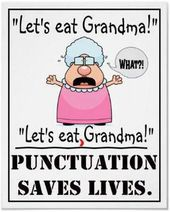 "Let's eat Grandma!"
WHAT?!
"Let's eat, Grandma!"
PUNCTUATION
SAVES LIVES.